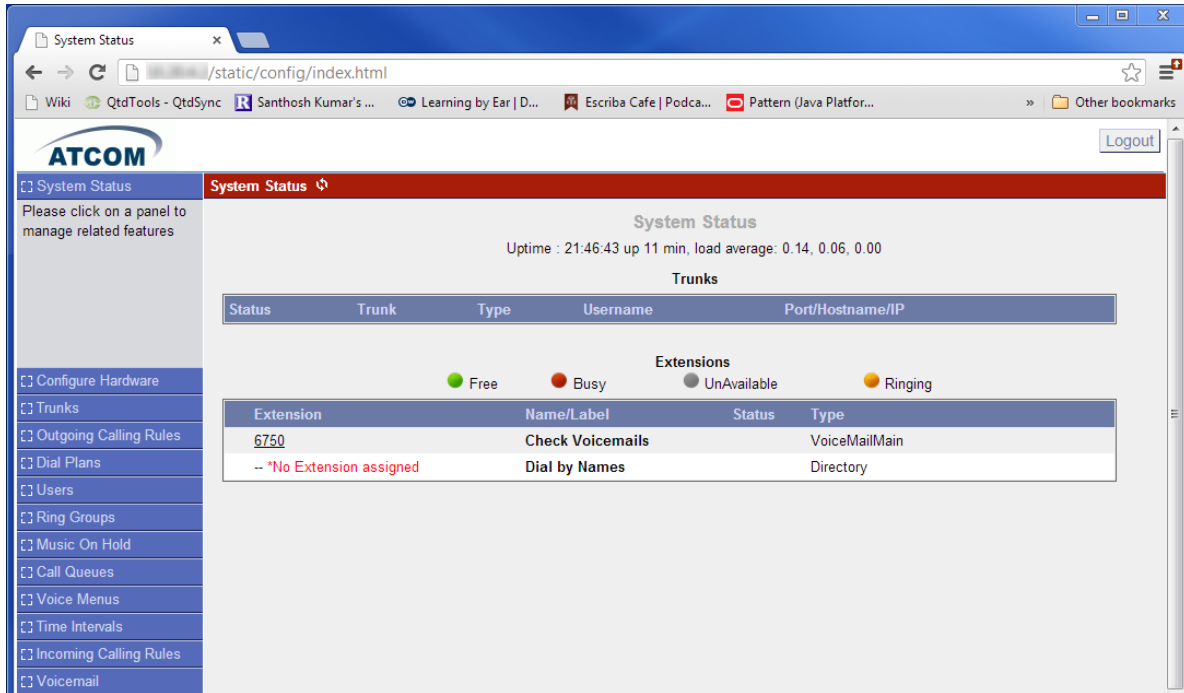 System Status
/static/config/index.html
Wiki QtdTools - QtdSync Santhosh Kumar's ... Learning by Ear | D... Escriba Cafe | Podca... Pattern (Java Platfor... » Other bookmarks
ATCOM
Logout
System Status
Please click on a panel to
manage related features
Configure Hardware
Trunks
Outgoing Calling Rules
Dial Plans
Users
Ring Groups
Music On Hold
Call Queues
Voice Menus
Time Intervals
Incoming Calling Rules
Voicemail
System Status
System Status
Uptime : 21:46:43 up 11 min, load average: 0.14, 0.06, 0.00
Trunks
Status Trunk Type Username Port/Hostname/IP
Extensions
Free Busy UnAvailable Ringing
Extension Name/Label Status Type
6750 Check Voicemails VoiceMailMain
-- *No Extension assigned Dial by Names Directory